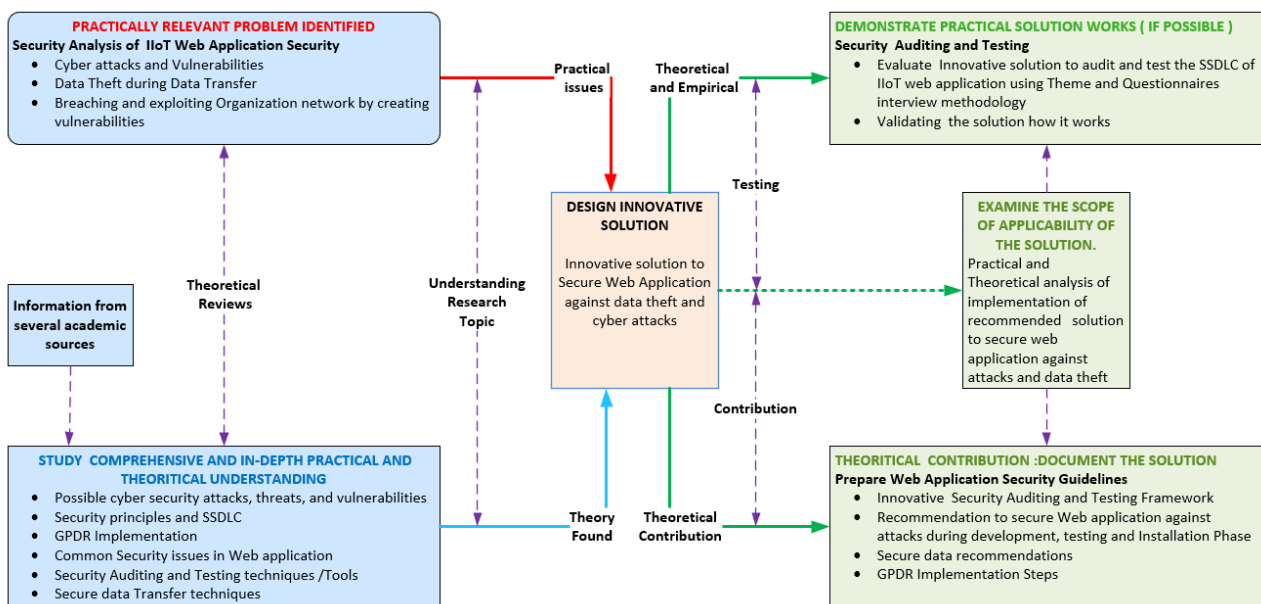 PRACTICALLY RELEVANT PROBLEM IDENTIFIED
Security Analysis of IIoT Web Application Security
• Cyber attacks and Vulnerabilities
• Data Theft during Data Transfer
• Breaching and exploiting Organization network by creating
vulnerabilities
Practical
issues
Theoretical
and Empirical
DEMONSTRATE PRACTICAL SOLUTION WORKS ( IF POSSIBLE )
Security Auditing and Testing
• Evaluate Innovative solution to audit and test the SSDLC of
IIoT web application using Theme and Questionnaires
interview methodology
• Validating the solution how it works
Testing
DESIGN INNOVATIVE
SOLUTION
Innovative solution to
Secure Web Application
against data theft and
cyber attacks
EXAMINE THE SCOPE
OF APPLICABILITY OF
THE SOLUTION.
Practical and
Theoretical analysis of
implementation of
recommended solution
to secure web
application against
attacks and data theft
Theoretical
Reviews
Understanding
Research
Topic
Information from
several academic
sources
Contribution
STUDY COMPREHENSIVE AND IN-DEPTH PRACTICAL AND
THEORITICAL UNDERSTANDING
• Possible cyber security attacks, threats, and vulnerabilities
• Security principles and SSDLC
• GPDR Implementation
• Common Security issues in Web application
• Security Auditing and Testing techniques /Tools
• Secure data Transfer techniques
Theory
Found
Theoretical
Contribution
THEORITICAL CONTRIBUTION :DOCUMENT THE SOLUTION
Prepare Web Application Security Guidelines
• Innovative Security Auditing and Testing Framework
• Recommendation to secure Web application against
attacks during development, testing and Installation Phase
• Secure data recommendations
• GPDR Implementation Steps